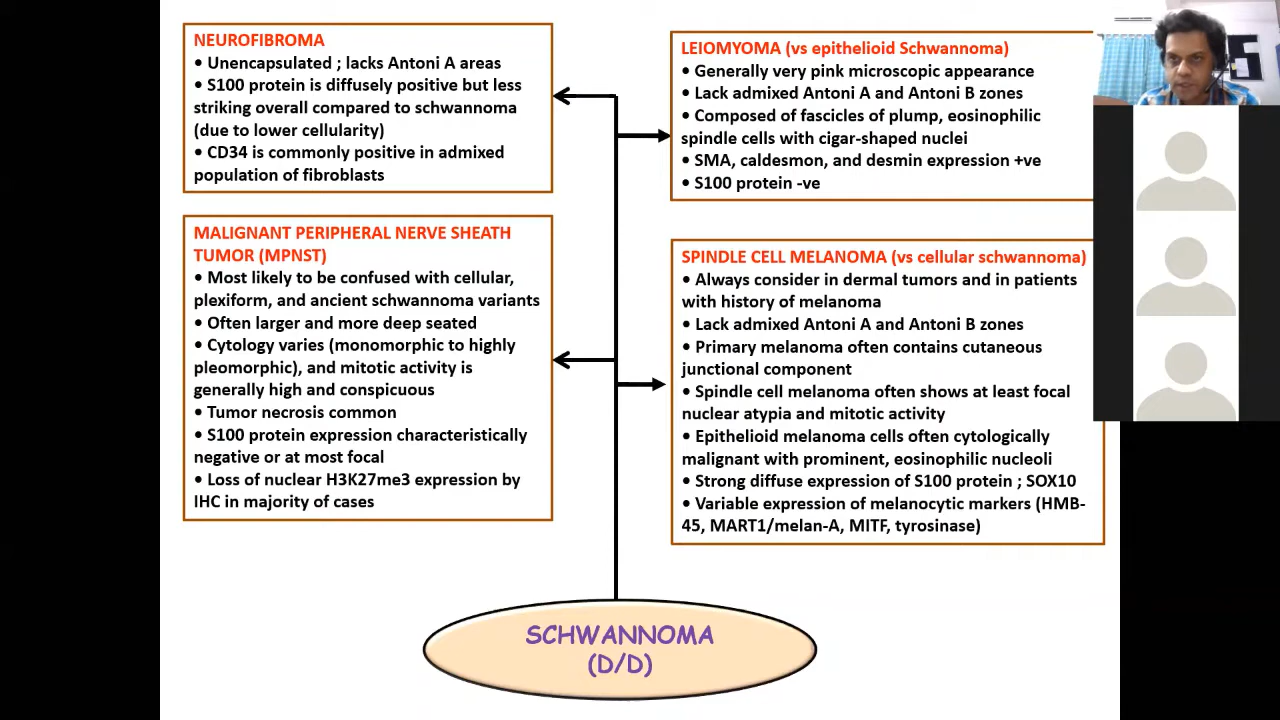 NEUROFIBROMA
• Unencapsulated ; lacks Antoni A areas
• S100 protein is diffusely positive but less
striking overall compared to schwannoma
(due to lower cellularity)
• CD34 is commonly positive in admixed
population of fibroblasts
MALIGNANT PERIPHERAL NERVE SHEATH
TUMOR (MPNST)
• Most likely to be confused with cellular,
plexiform, and ancient schwannoma variants
• Often larger and more deep seated
• Cytology varies (monomorphic to highly
pleomorphic), and mitotic activity is
generally high and conspicuous
• Tumor necrosis common
• S100 protein expression characteristically
negative or at most focal
• Loss of nuclear H3K27me3 expression by
IHC in majority of cases
LEIOMYOMA (vs epithelioid Schwannoma)
• Generally very pink microscopic appearance
• Lack admixed Antoni A and Antoni B zones
• Composed of fascicles of plump, eosinophilic
spindle cells with cigar-shaped nuclei
• SMA, caldesmon, and desmin expression +ve
• S100 protein -ve
SPINDLE CELL MELANOMA (vs cellular schwannoma)
• Always consider in dermal tumors and in patients
with history of melanoma
• Lack admixed Antoni A and Antoni B zones
• Primary melanoma often contains cutaneous
junctional component
• Spindle cell melanoma often shows at least focal
nuclear atypia and mitotic activity
• Epithelioid melanoma cells often cytologically
malignant with prominent, eosinophilic nucleoli
• Strong diffuse expression of S100 protein ; SOX10
• Variable expression of melanocytic markers (HMB-
45, MART1/melan-A, MITF, tyrosinase)
SCHWANNOMA
(D/D)